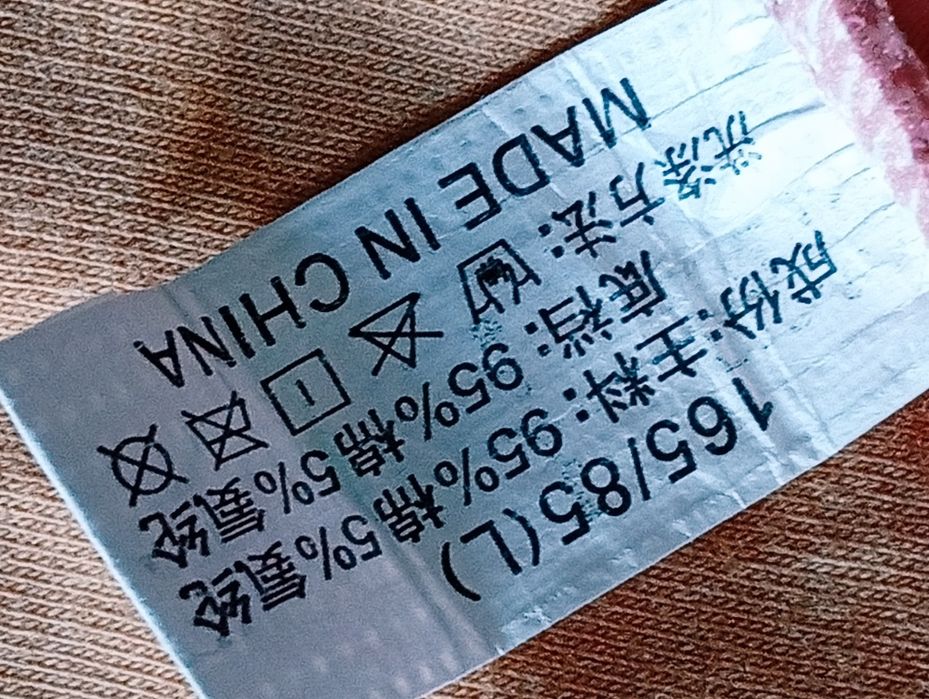 165/85(L)
成份:主料:95%棉 5%氨纶
底裆:95%棉 5%氨纶
洗涤方法:
MADE IN CHINA